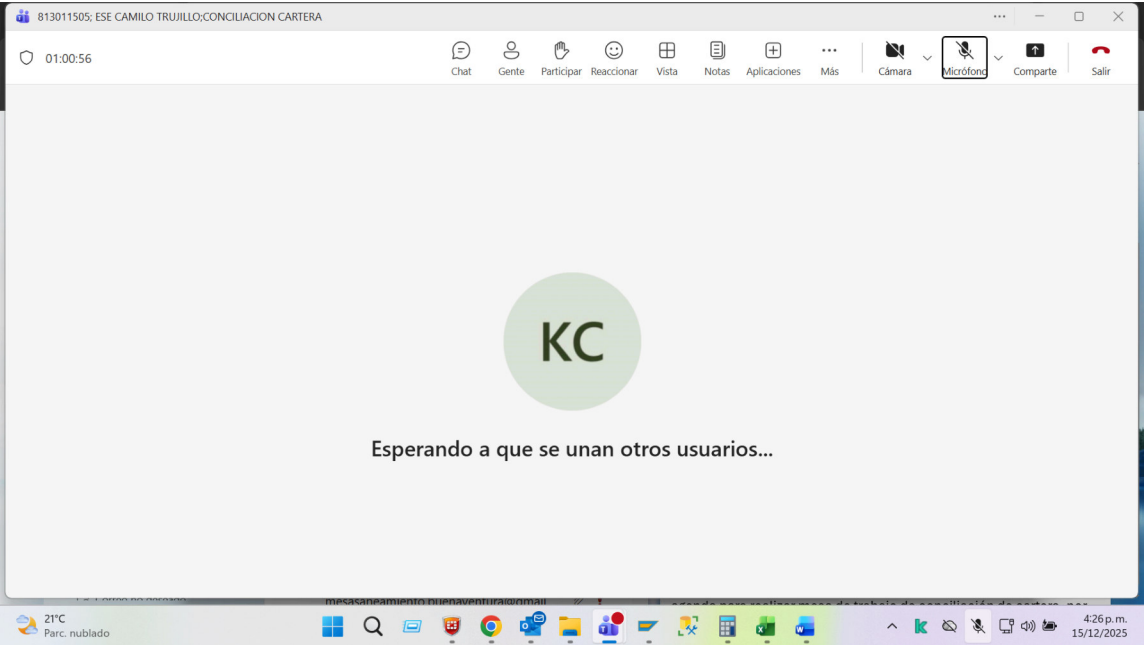 813011505; ESE CAMILO TRUJILLO;CONCILIACION CARTERA
01:00:56
Chat
Gente
Participar
Reaccionar
Vista
Notas
Aplicaciones
Más
Cámara
Micrófono
Comparte
Salir
KC
Esperando a que se unan otros usuarios...
21°C
Parc. nublado
4:26 p. m.
15/12/2025